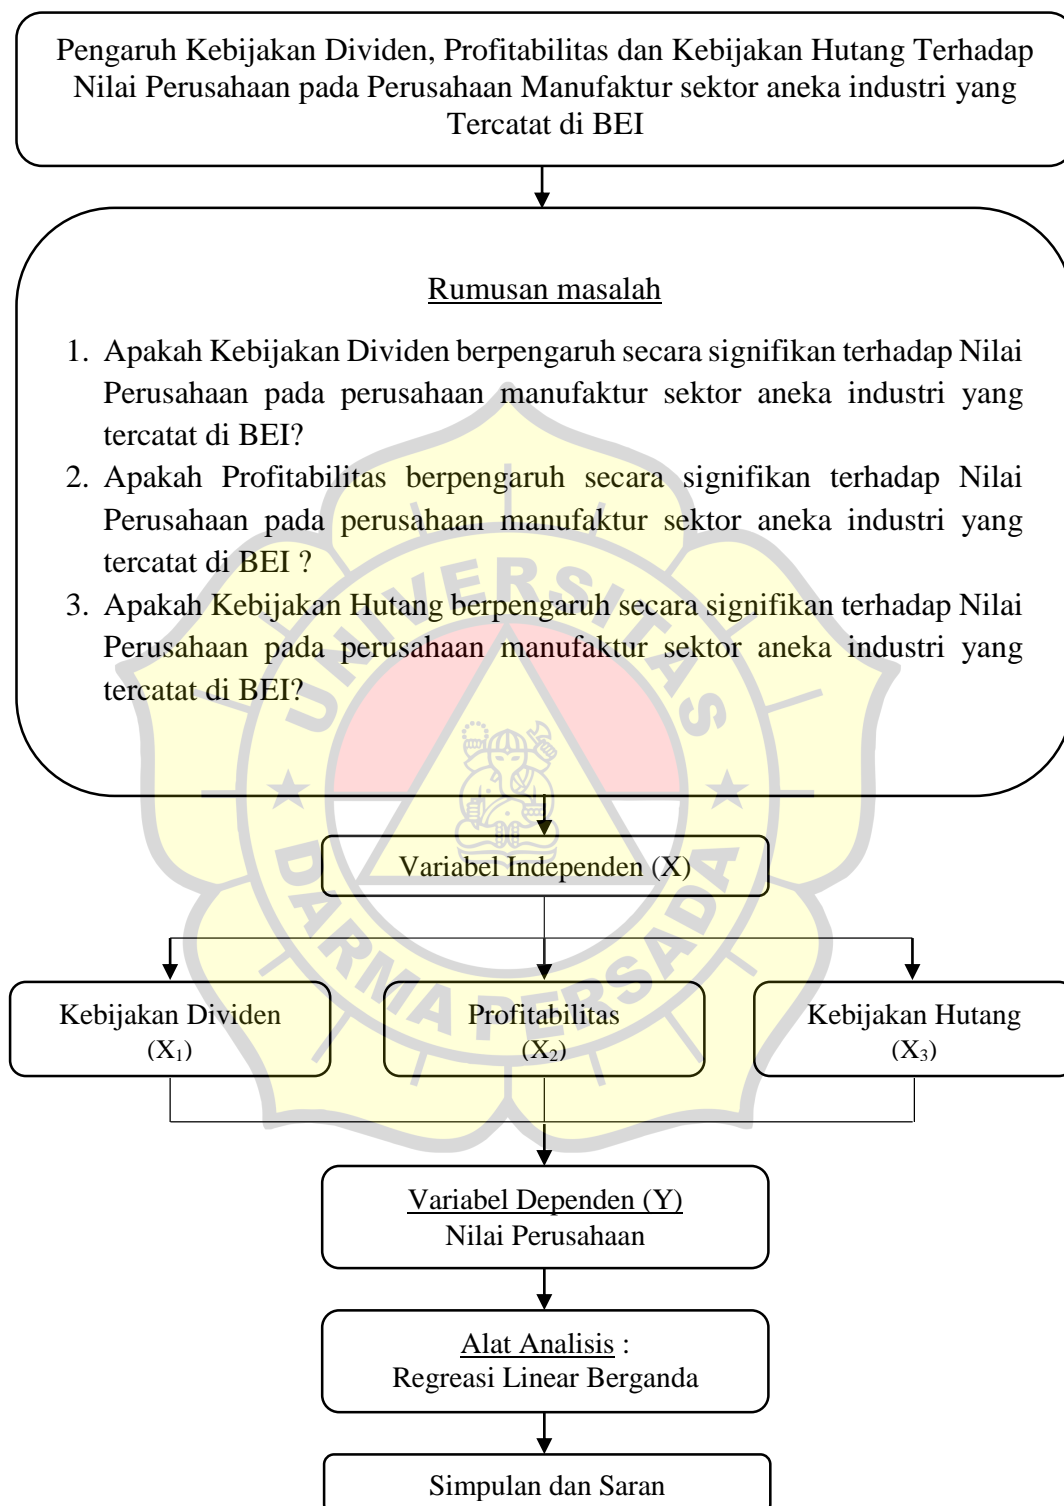 Pengaruh Kebijakan Dividen, Profitabilitas dan Kebijakan Hutang Terhadap
Nilai Perusahaan pada Perusahaan Manufaktur sektor aneka industri yang
Tercatat di BEI
Rumusan masalah
1. Apakah Kebijakan Dividen berpengaruh secara signifikan terhadap Nilai
Perusahaan pada perusahaan manufaktur sektor aneka industri yang
tercatat di BEI?
2. Apakah Profitabilitas berpengaruh secara signifikan terhadap Nilai
Perusahaan pada perusahaan manufaktur sektor aneka industri yang
tercatat di BEI ?
3. Apakah Kebijakan Hutang berpengaruh secara signifikan terhadap Nilai
Perusahaan pada perusahaan manufaktur sektor aneka industri yang
tercatat di BEI?
UNIVERSITAS
DARMA PERSADA
Variabel Independen (X)
Kebijakan Dividen
(X₁)
Profitabilitas
(X₂)
Kebijakan Hutang
(X₃)
Variabel Dependen (Y)
Nilai Perusahaan
Alat Analisis :
Regresi Linear Berganda
Simpulan dan Saran